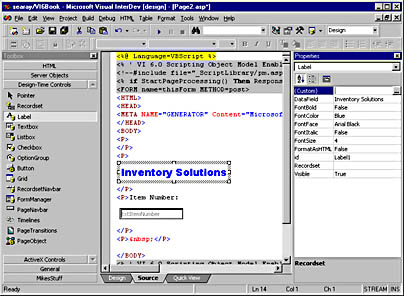 searay/VI6Book - Microsoft Visual InterDev [design] - [Page2.asp*]
File Edit View Project Build Debug HTML Table Tools Window Help
Design
Toolbox
HTML
Server Objects
Design-Time Controls
Pointer
Recordset
Label
Textbox
Listbox
Checkbox
OptionGroup
Button
Grid
RecordsetNavbar
FormManager
PageNavbar
Timelines
PageTransitions
PageObject
ActiveX Controls
General
MikesStuff
<%@ Language=VBScript %>
<% ' VI 6.0 Scripting Object Model Enabl
<!--#include file="_ScriptLibrary/pm.asp
<% if StartPageProcessing() Then Respons
<FORM name=thisForm METHOD=post>
<HTML>
<HEAD>
<META NAME="GENERATOR" Content="Microsof
</HEAD>
<BODY>
<P>
</P>
<P>
Inventory Solutions
</P>
<P>Item Number:
txtItemNumber
</P>
<P>&nbsp;</P>
</BODY>
<% ' VI 6.0 Scripting Object Model Enabl
Design Source Quick View
Properties
Label
(Custom)
DataField Inventory Solutions
FontBold False
FontColor Blue
FontFace Arial Black
FontItalic False
FontSize 4
FormatAsHTML False
id Label1
Recordset
Visible True
Recordset
Ln 14 Col 1 Ch 1 STREAM INS